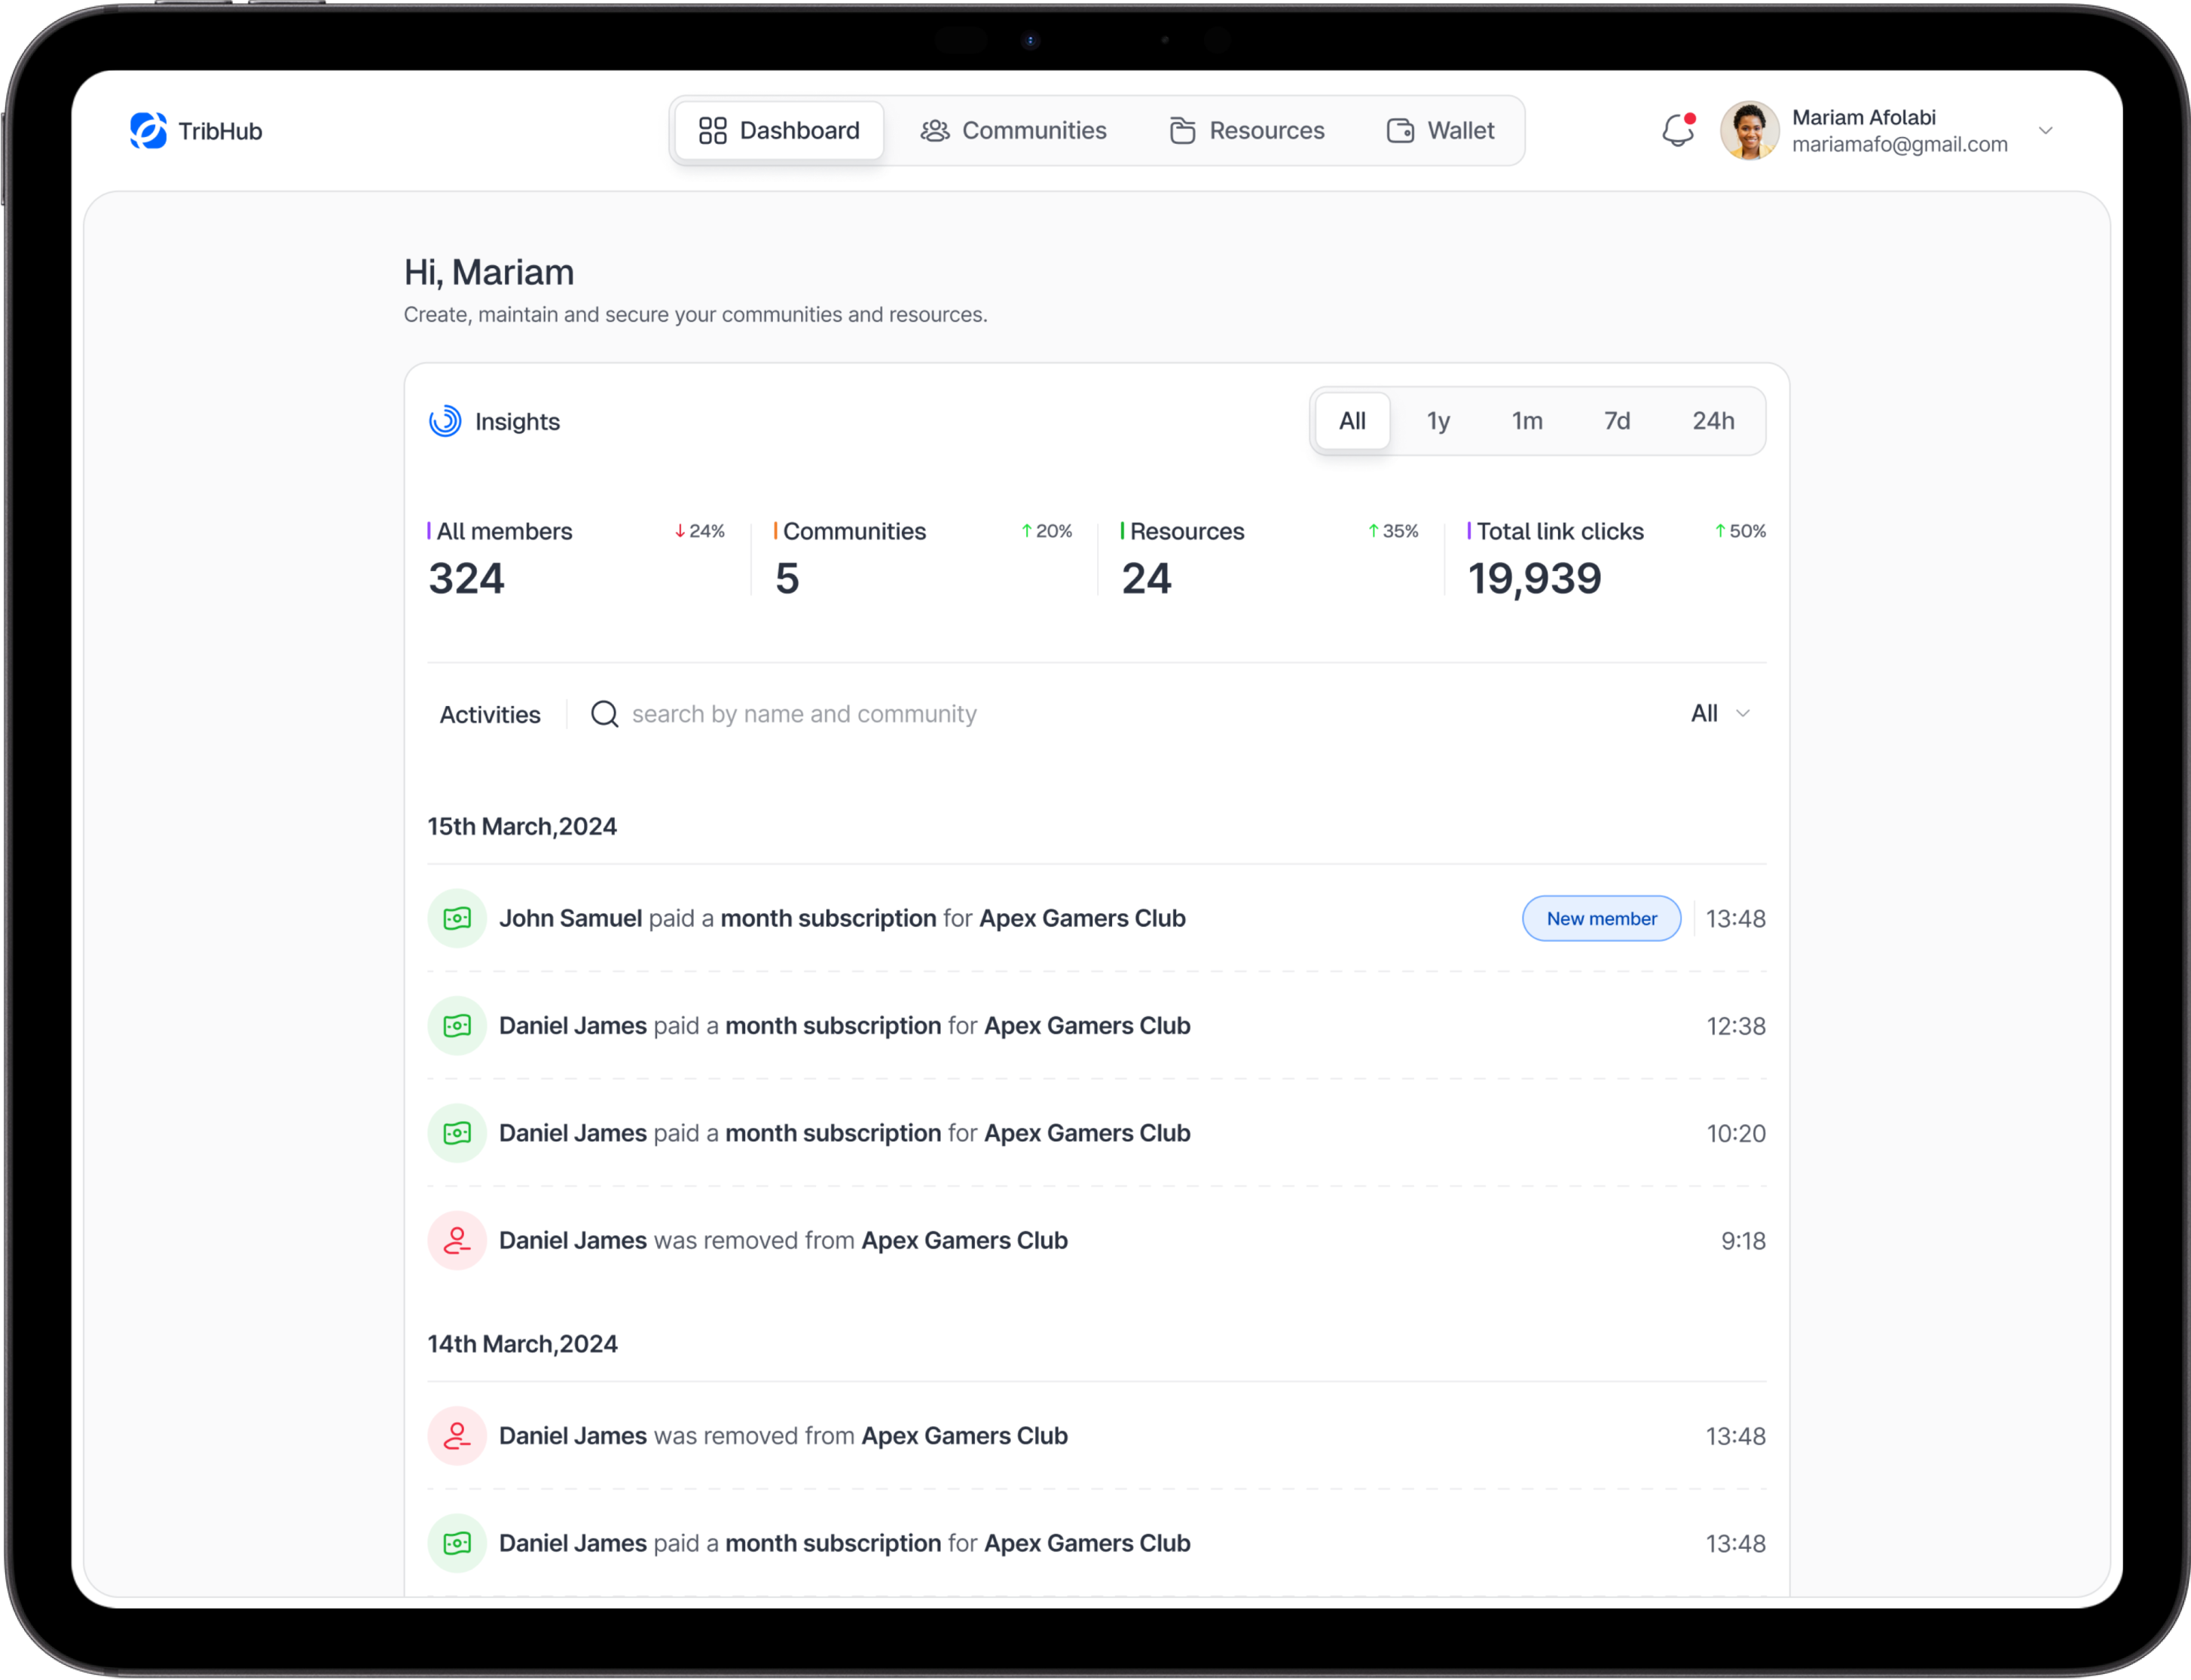 TribHub
Dashboard
Communities
Resources
Wallet
Mariam Afolabi
mariamafo@gmail.com
Hi, Mariam
Create, maintain and secure your communities and resources.
Insights
All
1y
1m
7d
24h
All members
24%
324
Communities
20%
5
Resources
35%
24
Total link clicks
50%
19,939
Activities
search by name and community
All
15th March,2024
John Samuel paid a month subscription for Apex Gamers Club
New member
13:48
Daniel James paid a month subscription for Apex Gamers Club
12:38
Daniel James paid a month subscription for Apex Gamers Club
10:20
Daniel James was removed from Apex Gamers Club
9:18
14th March,2024
Daniel James was removed from Apex Gamers Club
13:48
Daniel James paid a month subscription for Apex Gamers Club
13:48